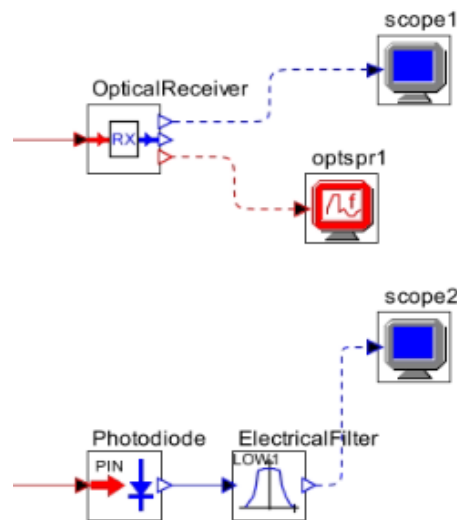 scope1
OpticalReceiver
RX
optspr1
f
scope2
Photodiode
ElectricalFilter
PIN
LOW1